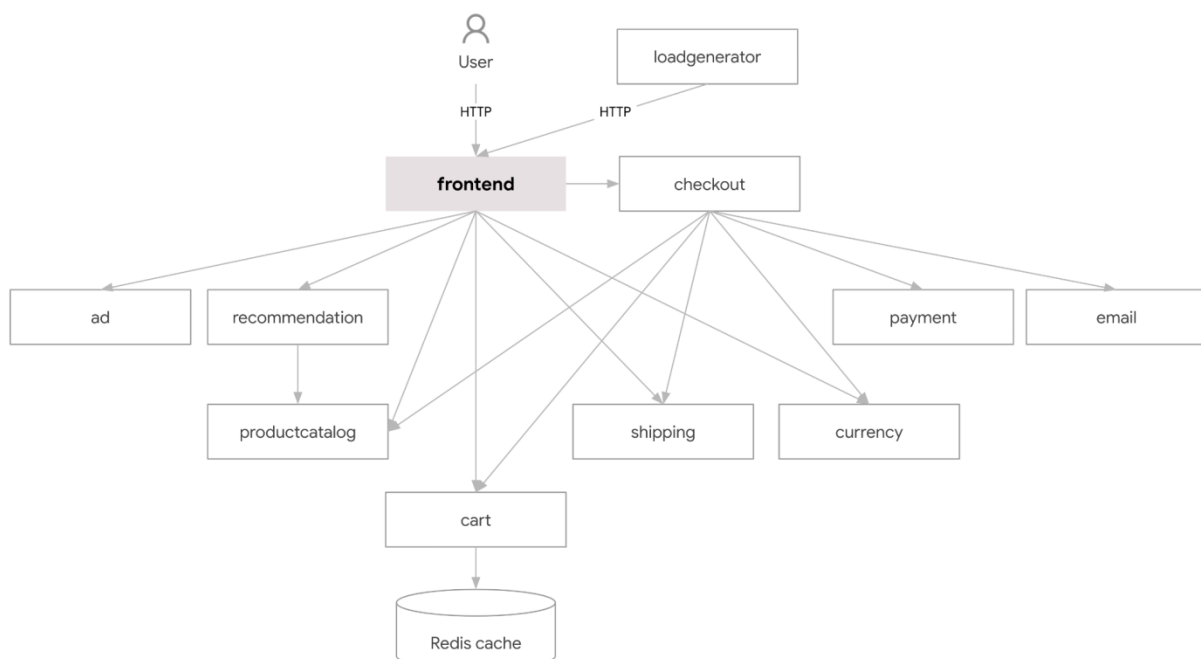 User
loadgenerator
HTTP
HTTP
frontend
checkout
ad
recommendation
payment
email
productcatalog
shipping
currency
cart
Redis cache